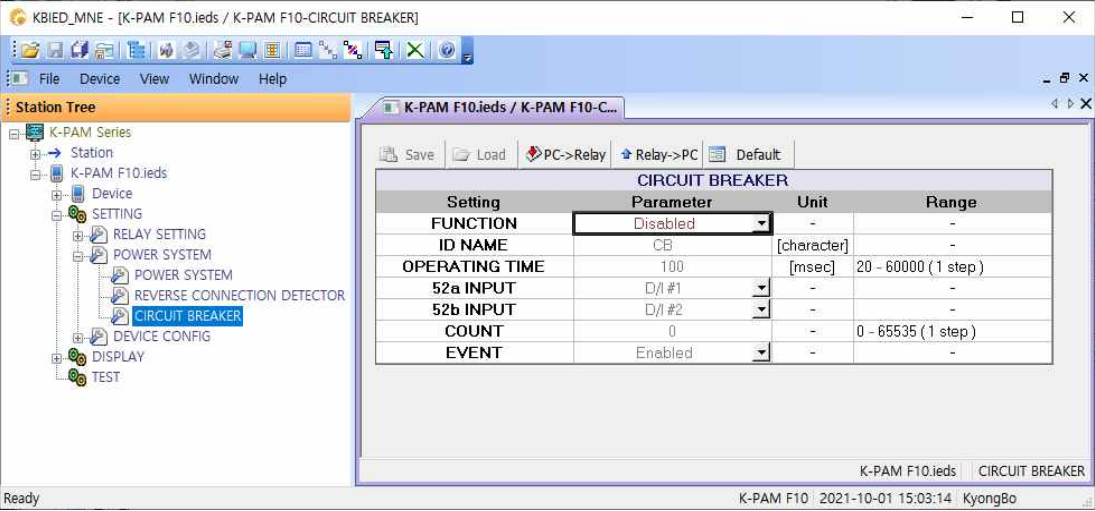 KBIED_MNE - [K-PAM F10.ieds / K-PAM F10-CIRCUIT BREAKER]
File Device View Window Help
Station Tree
K-PAM F10.ieds / K-PAM F10-C...
K-PAM Series
Station
K-PAM F10.ieds
Device
SETTING
RELAY SETTING
POWER SYSTEM
POWER SYSTEM
REVERSE CONNECTION DETECTOR
CIRCUIT BREAKER
DEVICE CONFIG
DISPLAY
TEST
Save Load PC->Relay Relay->PC Default
CIRCUIT BREAKER
Setting Parameter Unit Range
FUNCTION Disabled - -
ID NAME CB [character] -
OPERATING TIME 100 [msec] 20 - 60000 ( 1 step )
52a INPUT D/I #1 - -
52b INPUT D/I #2 - -
COUNT 0 - 0 - 65535 ( 1 step )
EVENT Enabled - -
K-PAM F10.ieds CIRCUIT BREAKER
Ready K-PAM F10 2021-10-01 15:03:14 KyongBo